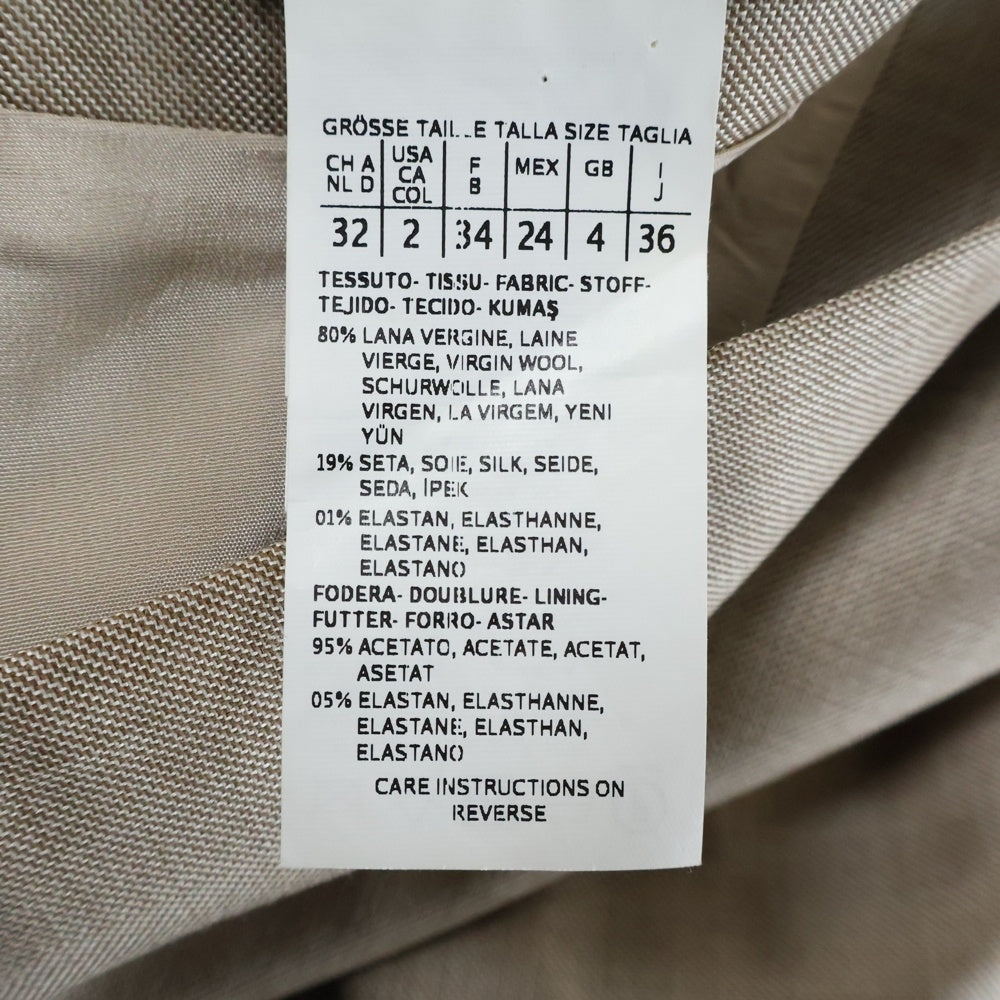 GRÖSSE TAILLE TALLA SIZE TAGLIA
CH A NL D | USA CA COL | F B | MEX | GB | I J
32 | 2 | 34 | 24 | 4 | 36
TESSUTO- TISSU- FABRIC- STOFF-
TEJIDO- TECIDO- KUMAŞ
80% LANA VERGINE, LAINE
VIERGE, VIRGIN WOOL,
SCHURWOLLE, LANA
VIRGEN, LA VIRGEM, YENI
YÜN
19% SETA, SOIE, SILK, SEIDE,
SEDA, İPEK
01% ELASTAN, ELASTHANNE,
ELASTANE, ELASTHAN,
ELASTANO
FODERA- DOUBLURE- LINING-
FUTTER- FORRO- ASTAR
95% ACETATO, ACETATE, ACETAT,
ASETAT
05% ELASTAN, ELASTHANNE,
ELASTANE, ELASTHAN,
ELASTANO
CARE INSTRUCTIONS ON
REVERSE